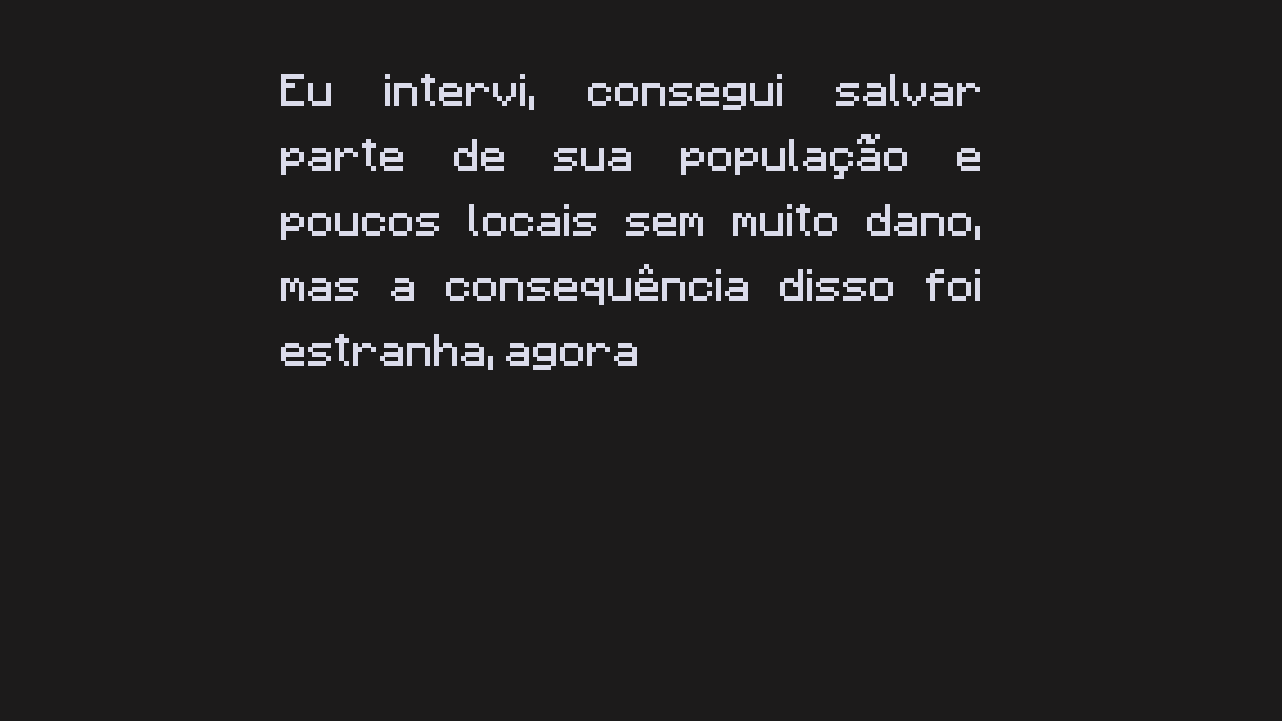 Eu intervi, consegui salvar
parte de sua população e
poucos locais sem muito dano,
mas a consequência disso foi
estranha, agora